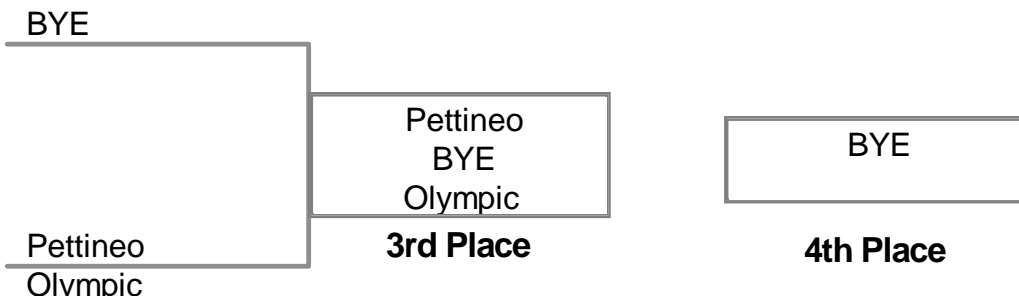 BYE
Pettineo
BYE
Olympic
3rd Place
BYE
4th Place
Pettineo
Olympic